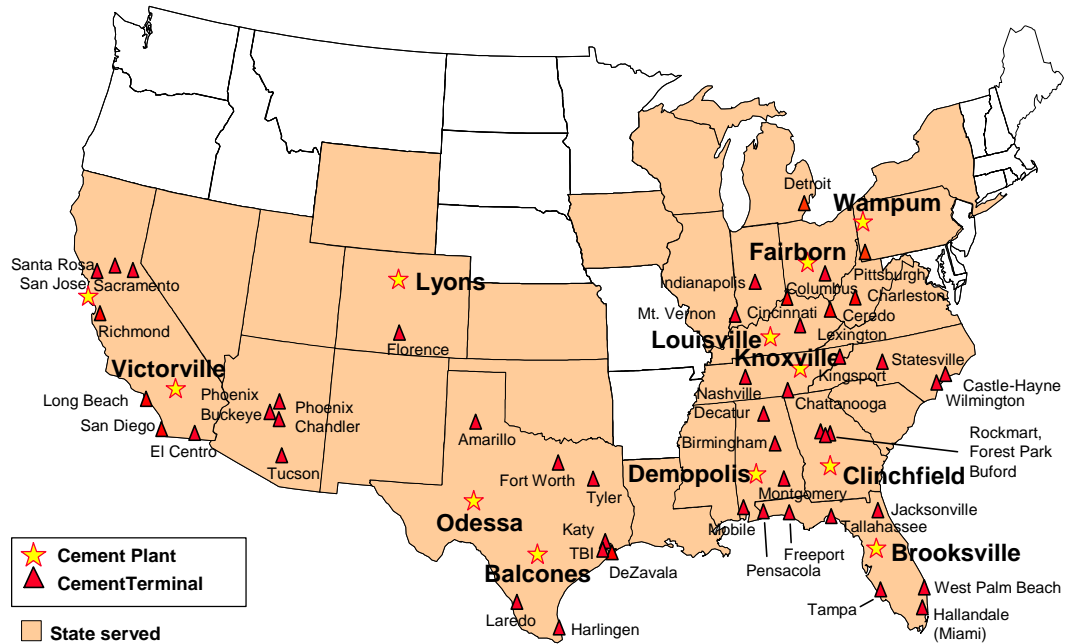 Detroit
Wampum
Fairborn
Pittsburgh
Indianapolis
Columbus
Charleston
Santa Rosa
San Jose
Sacramento
Lyons
Mt. Vernon
Cincinnati
Ceredo
Richmond
Florence
Louisville
Lexington
Knoxville
Statesville
Kingsport
Victorville
Nashville
Castle-Hayne
Wilmington
Long Beach
Phoenix
Buckeye
Phoenix
Chandler
Chattanooga
Decatur
San Diego
Amarillo
El Centro
Birmingham
Rockmart,
Forest Park
Buford
Tucson
Fort Worth
Tyler
Demopolis
Clinchfield
Montgomery
Odessa
Jacksonville
Mobile
Tallahassee
Katy
TBI
Freeport
Pensacola
Brooksville
Balcones
DeZavala
West Palm Beach
Tampa
Hallandale
(Miami)
Laredo
Harlingen
Cement Plant
CementTerminal
State served